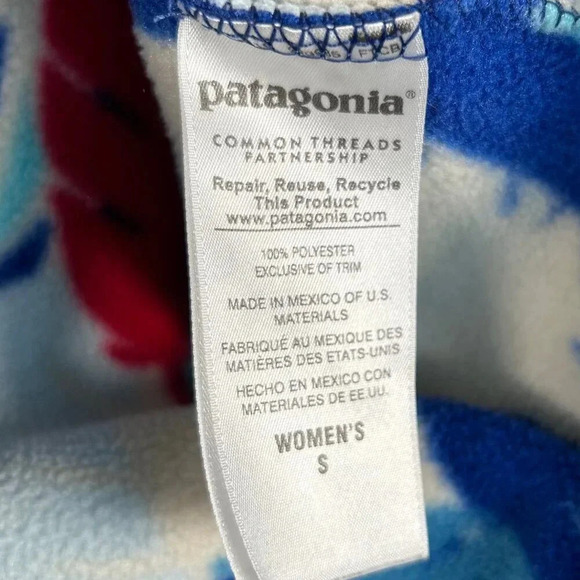 patagonia®
COMMON THREADS
PARTNERSHIP
Repair, Reuse, Recycle
This Product
www.patagonia.com
100% POLYESTER
EXCLUSIVE OF TRIM
MADE IN MEXICO OF U.S.
MATERIALS
FABRIQUÉ AU MEXIQUE DES
MATIÈRES DES ETATS-UNIS
HECHO EN MEXICO CON
MATERIALES DE EE.UU.
WOMEN'S
S